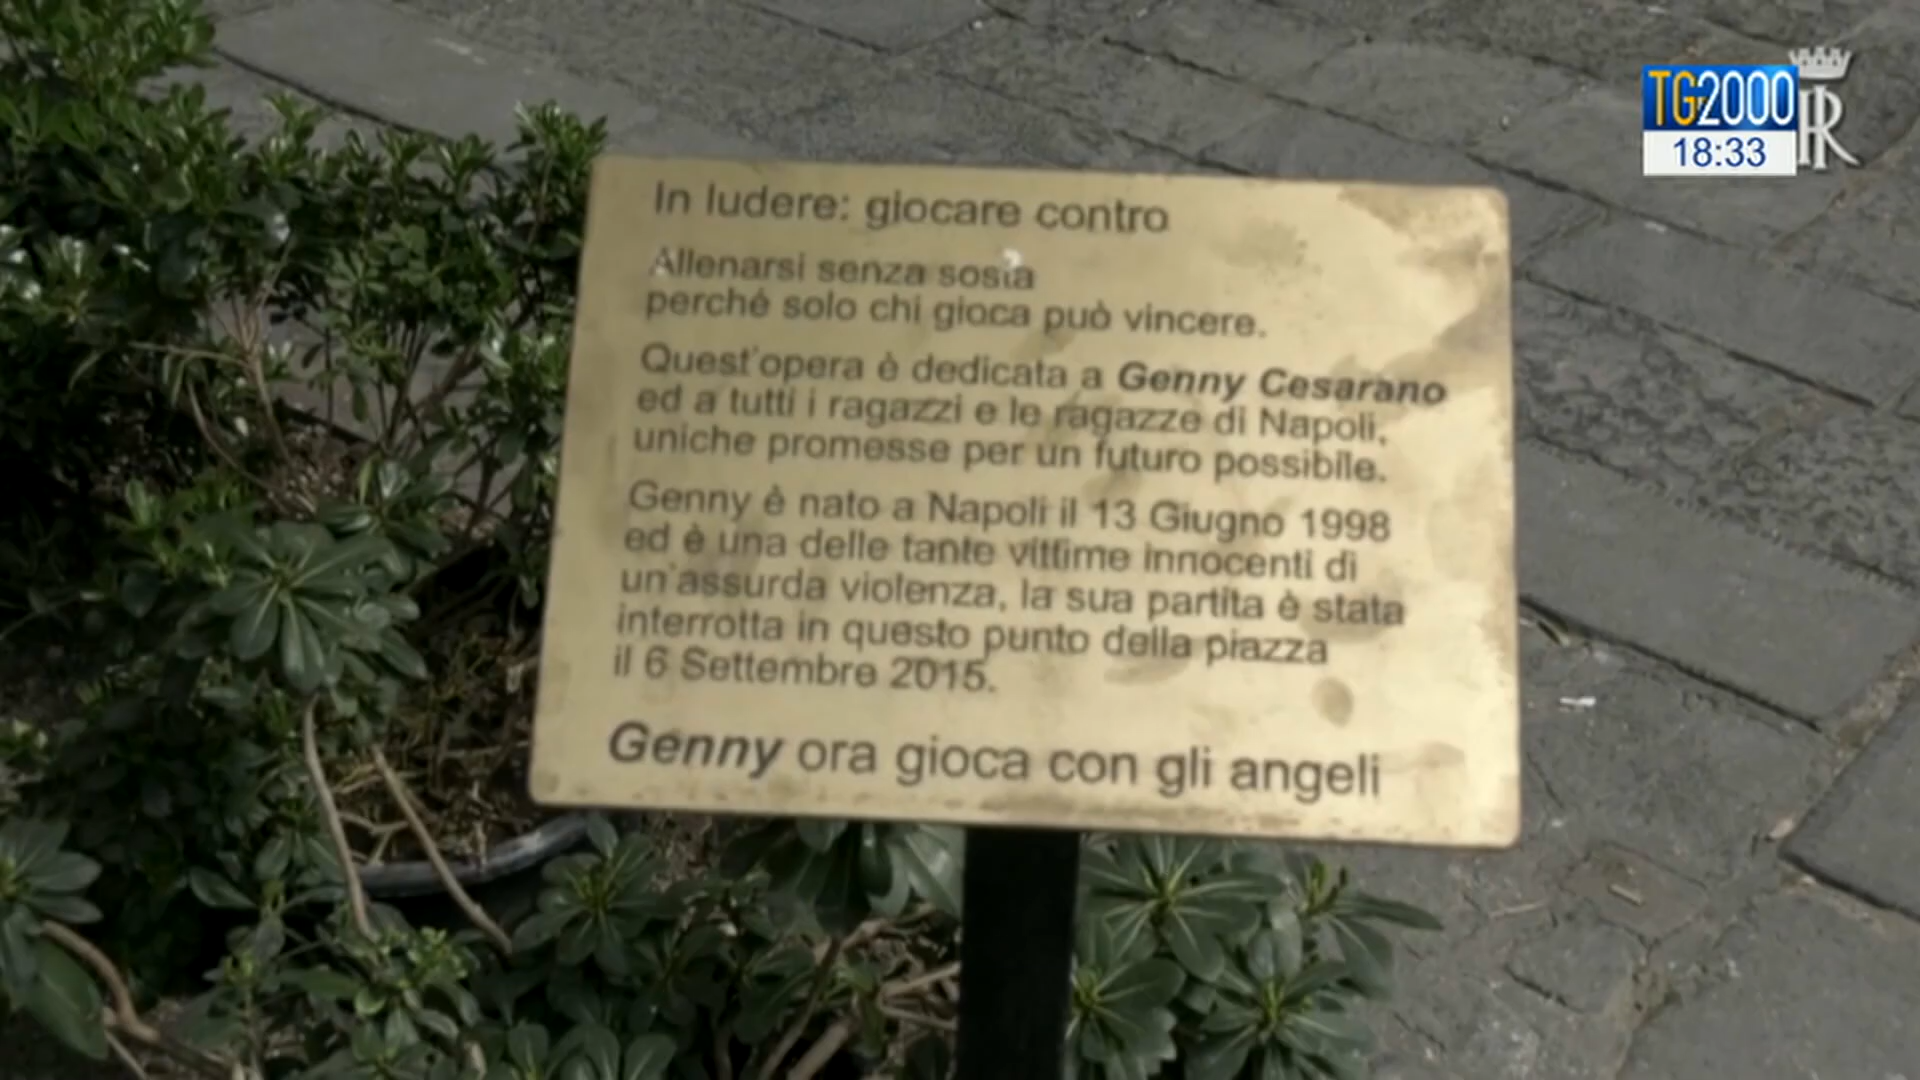 TG2000
18:33
In ludere: giocare contro
Allenarsi senza sosta
perché solo chi gioca può vincere.
Quest'opera è dedicata a Genny Cesarano
ed a tutti i ragazzi e le ragazze di Napoli,
uniche promesse per un futuro possibile.
Genny è nato a Napoli il 13 Giugno 1998
ed è una delle tante vittime innocenti di
un'assurda violenza, la sua partita è stata
interrotta in questo punto della piazza
il 6 Settembre 2015.
Genny ora gioca con gli angeli